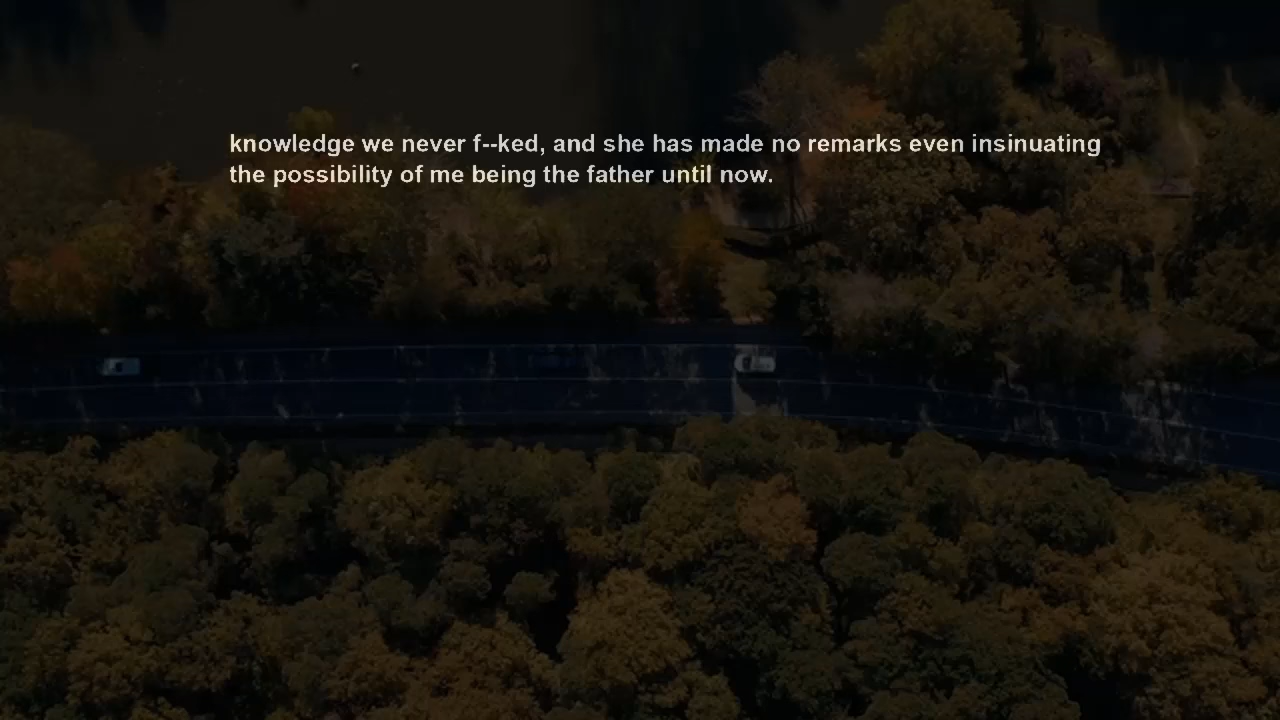 knowledge we never f--ked, and she has made no remarks even insinuating
the possibility of me being the father until now.